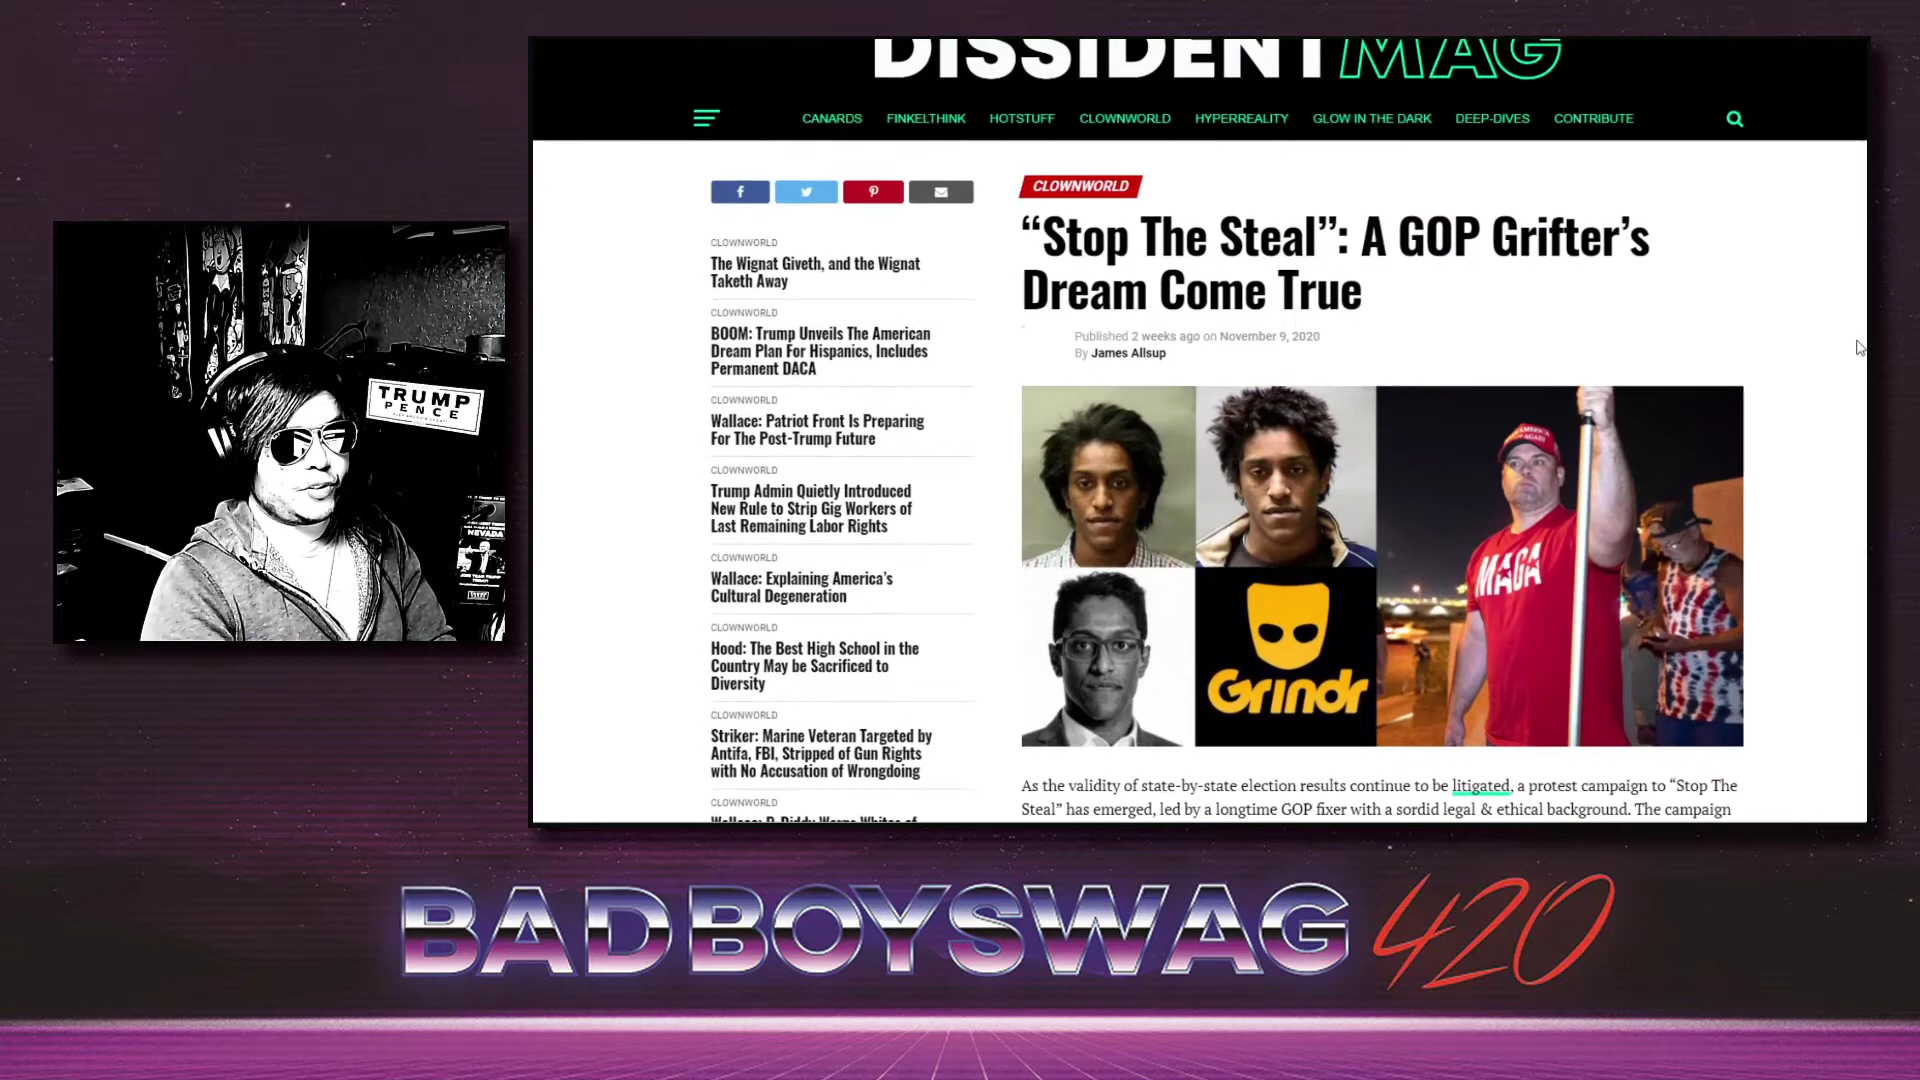 DISSIDENT MAG
CANARDS FINKELTHINK HOTSTUFF CLOWNWORLD HYPERREALITY GLOW IN THE DARK DEEP-DIVES CONTRIBUTE
CLOWNWORLD
The Wignat Giveth, and the Wignat
Taketh Away
CLOWNWORLD
BOOM: Trump Unveils The American
Dream Plan For Hispanics, Includes
Permanent DACA
CLOWNWORLD
Wallace: Patriot Front Is Preparing
For The Post-Trump Future
CLOWNWORLD
Trump Admin Quietly Introduced
New Rule to Strip Gig Workers of
Last Remaining Labor Rights
CLOWNWORLD
Wallace: Explaining America's
Cultural Degeneration
CLOWNWORLD
Hood: The Best High School in the
Country May be Sacrificed to
Diversity
CLOWNWORLD
Striker: Marine Veteran Targeted by
Antifa, FBI, Stripped of Gun Rights
with No Accusation of Wrongdoing
CLOWNWORLD
CLOWNWORLD
“Stop The Steal”: A GOP Grifter’s
Dream Come True
Published 2 weeks ago on November 9, 2020
By James Allsup
MAGA
Grindr
As the validity of state-by-state election results continue to be litigated, a protest campaign to “Stop The
Steal” has emerged, led by a longtime GOP fixer with a sordid legal & ethical background. The campaign
TRUMP
PENCE
NEVADA
BADBOYSWAG 420